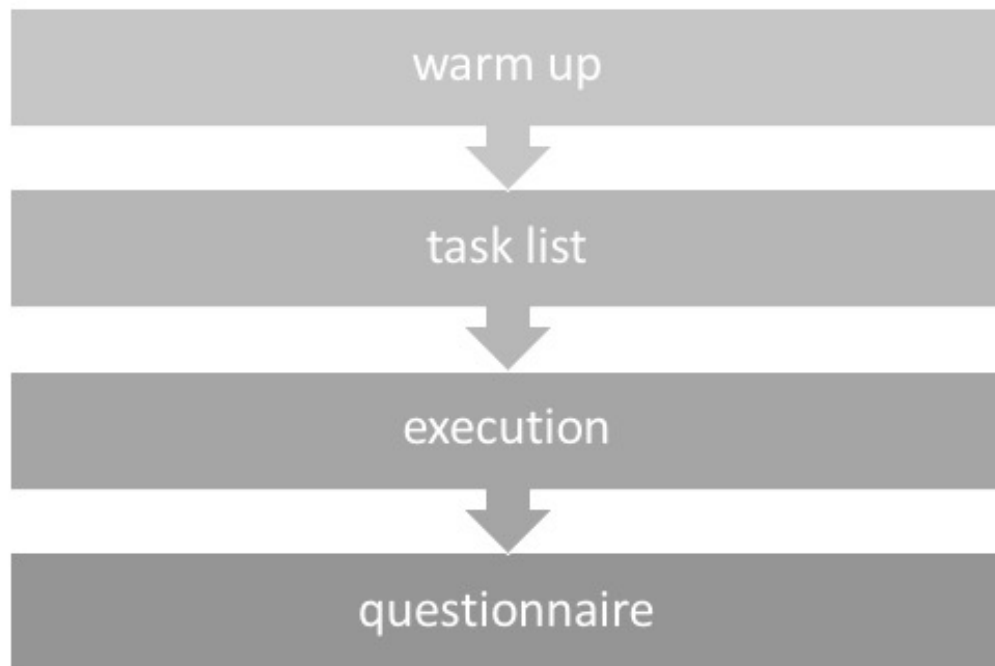 warm up
task list
execution
questionnaire